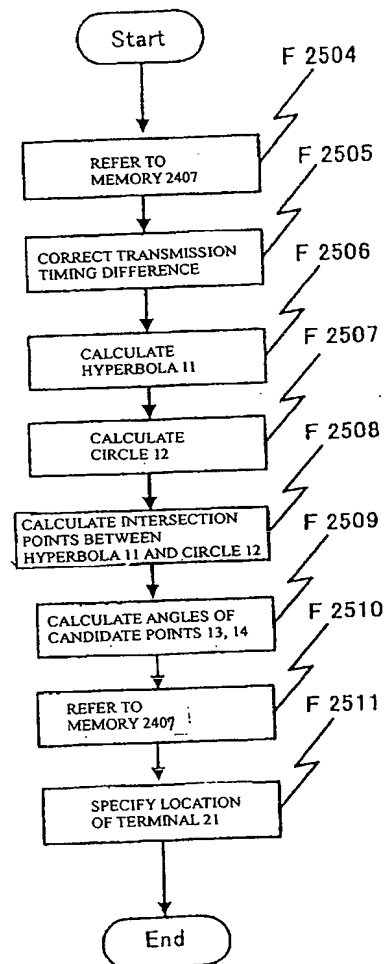 Start
F 2504
REFER TO
MEMORY 2407
F 2505
CORRECT TRANSMISSION
TIMING DIFFERENCE
F 2506
CALCULATE
HYPERBOLA 11
F 2507
CALCULATE
CIRCLE 12
F 2508
CALCULATE INTERSECTION
POINTS BETWEEN
HYPERBOLA 11 AND CIRCLE 12
F 2509
CALCULATE ANGLES OF
CANDIDATE POINTS 13, 14
F 2510
REFER TO
MEMORY 2407
F 2511
SPECIFY LOCATION
OF TERMINAL 21
End